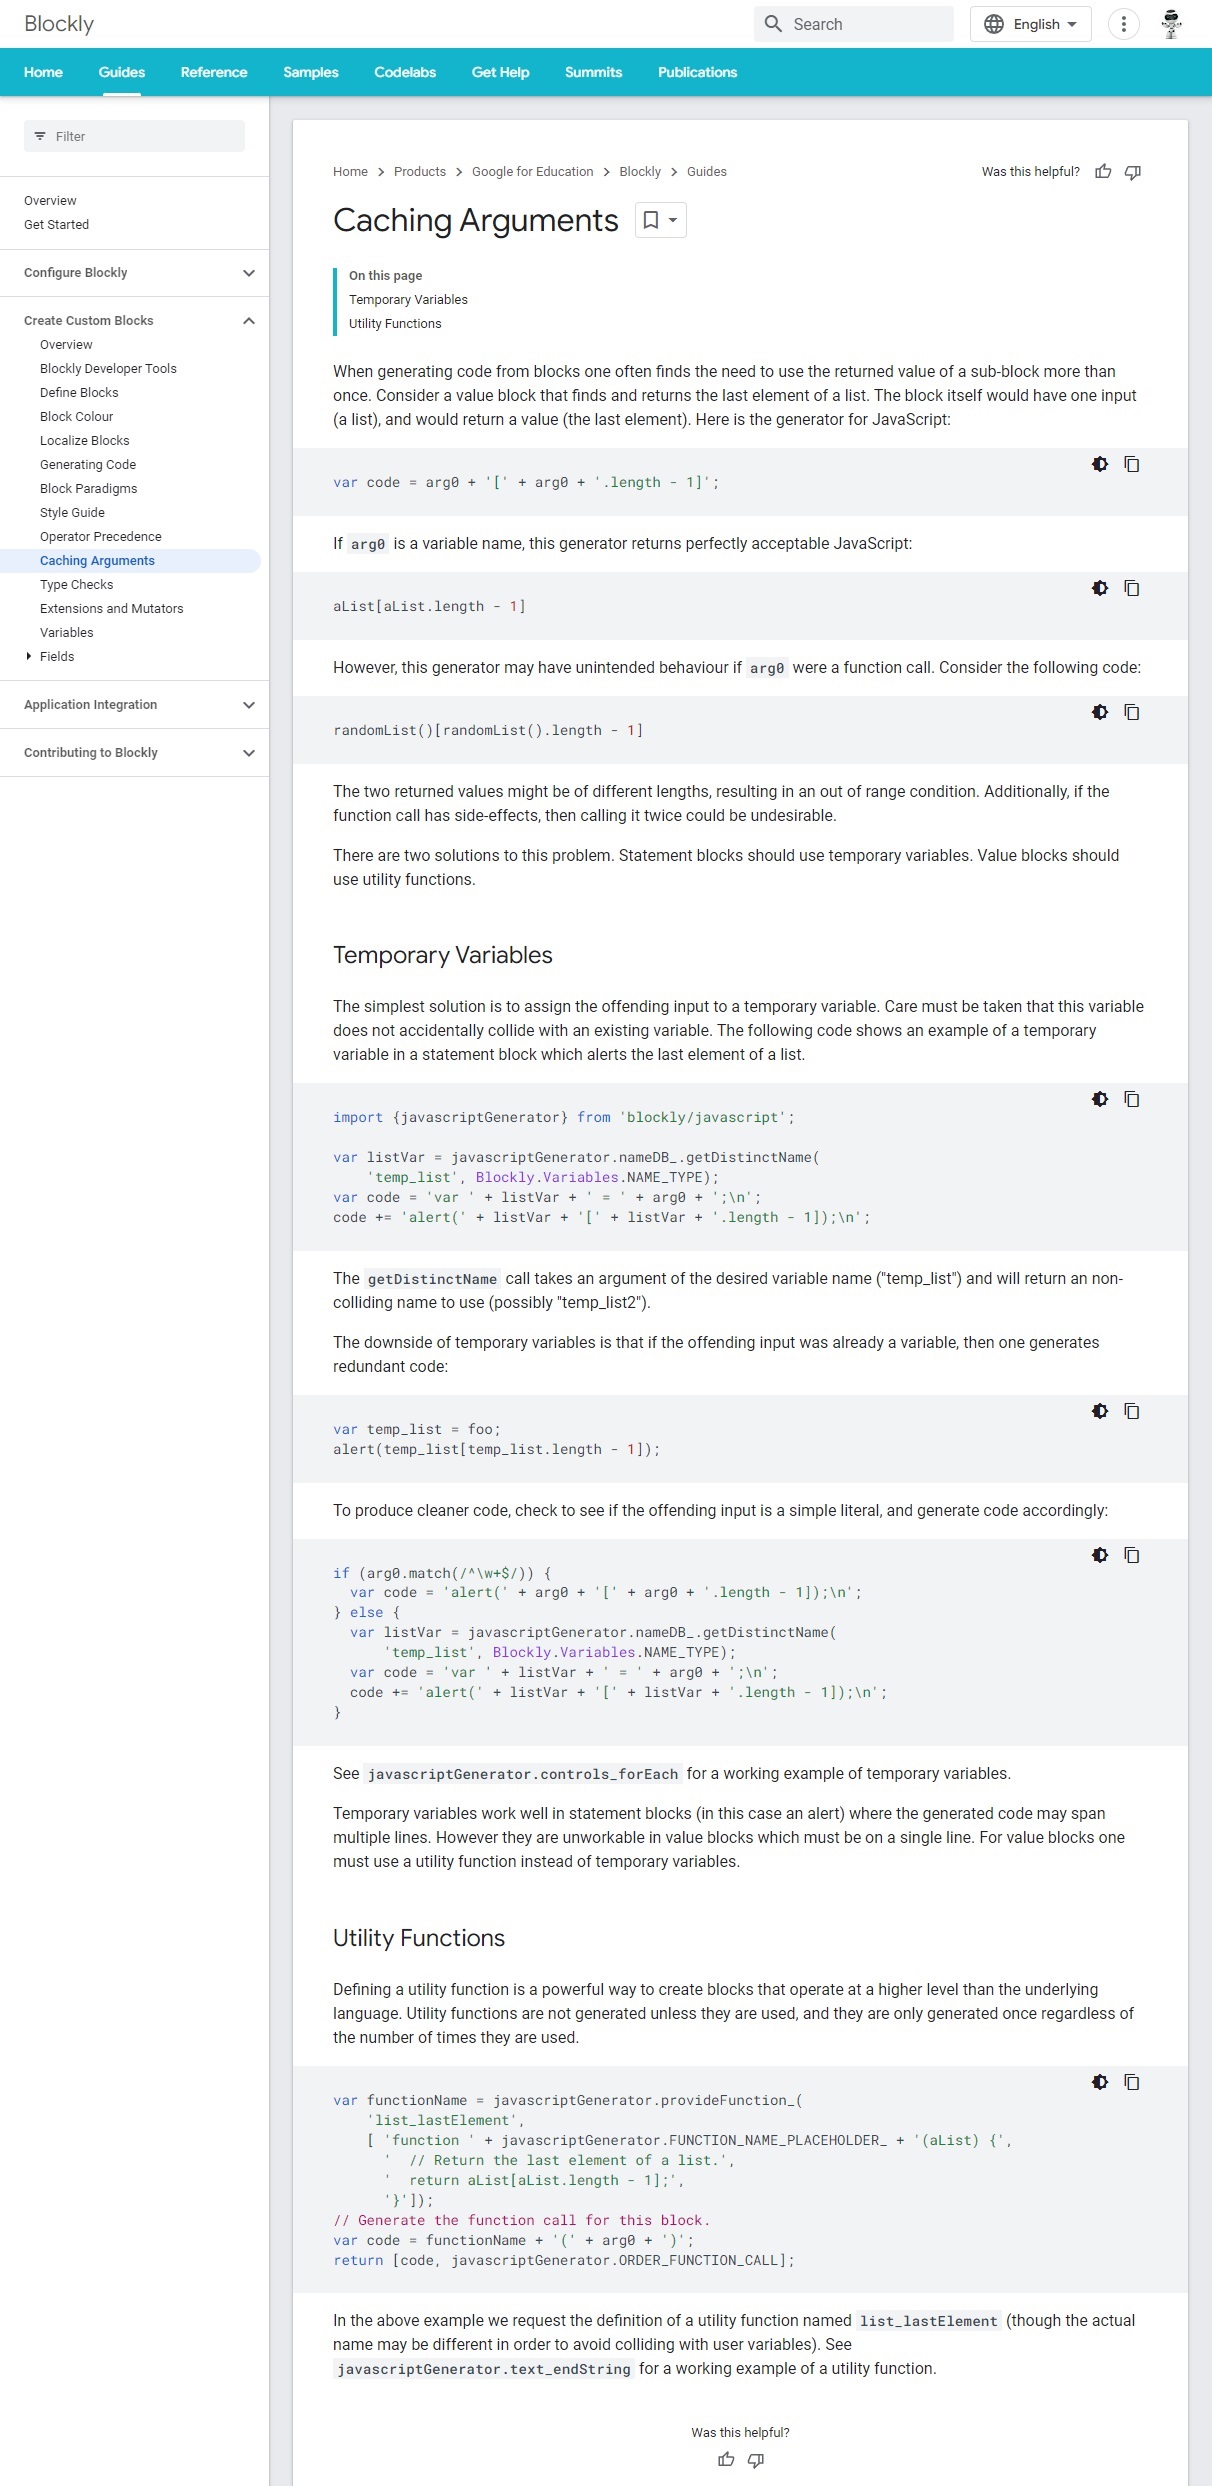 Blockly
Search
English
Home Guides Reference Samples Codelabs Get Help Summits Publications
Filter
Overview
Get Started
Configure Blockly
Create Custom Blocks
Overview
Blockly Developer Tools
Define Blocks
Block Colour
Localize Blocks
Generating Code
Block Paradigms
Style Guide
Operator Precedence
Caching Arguments
Type Checks
Extensions and Mutators
Variables
Fields
Application Integration
Contributing to Blockly
Home > Products > Google for Education > Blockly > Guides
Was this helpful?
Caching Arguments
On this page
Temporary Variables
Utility Functions
When generating code from blocks one often finds the need to use the returned value of a sub-block more than
once. Consider a value block that finds and returns the last element of a list. The block itself would have one input
(a list), and would return a value (the last element). Here is the generator for JavaScript:
var code = arg0 + '[' + arg0 + '.length - 1]';
If arg0 is a variable name, this generator returns perfectly acceptable JavaScript:
aList[aList.length - 1]
However, this generator may have unintended behaviour if arg0 were a function call. Consider the following code:
randomList()[randomList().length - 1]
The two returned values might be of different lengths, resulting in an out of range condition. Additionally, if the
function call has side-effects, then calling it twice could be undesirable.
There are two solutions to this problem. Statement blocks should use temporary variables. Value blocks should
use utility functions.
Temporary Variables
The simplest solution is to assign the offending input to a temporary variable. Care must be taken that this variable
does not accidentally collide with an existing variable. The following code shows an example of a temporary
variable in a statement block which alerts the last element of a list.
import {javascriptGenerator} from 'blockly/javascript';
var listVar = javascriptGenerator.nameDB_.getDistinctName(
    'temp_list', Blockly.Variables.NAME_TYPE);
var code = 'var ' + listVar + ' = ' + arg0 + ';\n';
code += 'alert(' + listVar + '[' + listVar + '.length - 1]);\n';
The getDistinctName call takes an argument of the desired variable name ("temp_list") and will return an non-
colliding name to use (possibly "temp_list2").
The downside of temporary variables is that if the offending input was already a variable, then one generates
redundant code:
var temp_list = foo;
alert(temp_list[temp_list.length - 1]);
To produce cleaner code, check to see if the offending input is a simple literal, and generate code accordingly:
if (arg0.match(/^\w+$/)) {
  var code = 'alert(' + arg0 + '[' + arg0 + '.length - 1]);\n';
} else {
  var listVar = javascriptGenerator.nameDB_.getDistinctName(
      'temp_list', Blockly.Variables.NAME_TYPE);
  var code = 'var ' + listVar + ' = ' + arg0 + ';\n';
  code += 'alert(' + listVar + '[' + listVar + '.length - 1]);\n';
}
See javascriptGenerator.controls_forEach for a working example of temporary variables.
Temporary variables work well in statement blocks (in this case an alert) where the generated code may span
multiple lines. However they are unworkable in value blocks which must be on a single line. For value blocks one
must use a utility function instead of temporary variables.
Utility Functions
Defining a utility function is a powerful way to create blocks that operate at a higher level than the underlying
language. Utility functions are not generated unless they are used, and they are only generated once regardless of
the number of times they are used.
var functionName = javascriptGenerator.provideFunction_(
    'list_lastElement',
    [ 'function ' + javascriptGenerator.FUNCTION_NAME_PLACEHOLDER_ + '(aList) {',
      '  // Return the last element of a list.',
      '  return aList[aList.length - 1];',
      '}']);
// Generate the function call for this block.
var code = functionName + '(' + arg0 + ')';
return [code, javascriptGenerator.ORDER_FUNCTION_CALL];
In the above example we request the definition of a utility function named list_lastElement (though the actual
name may be different in order to avoid colliding with user variables). See
javascriptGenerator.text_endString for a working example of a utility function.
Was this helpful?